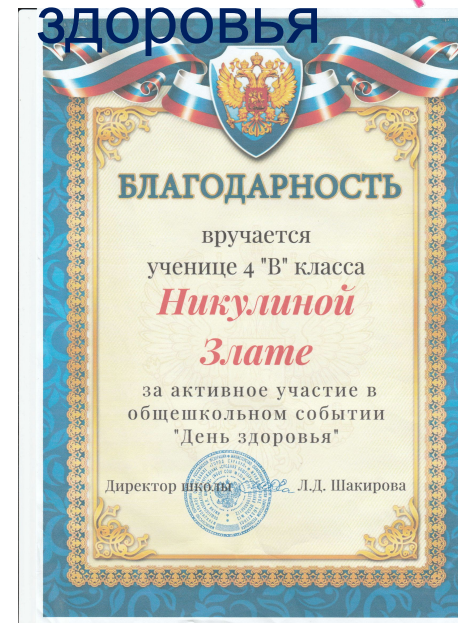 здоровья
БЛАГОДАРНОСТЬ
вручается
ученице 4 "В" класса
Никулиной
Злате
за активное участие в
общешкольном событии
"День здоровья"
Директор школы Л.Д. Шакирова